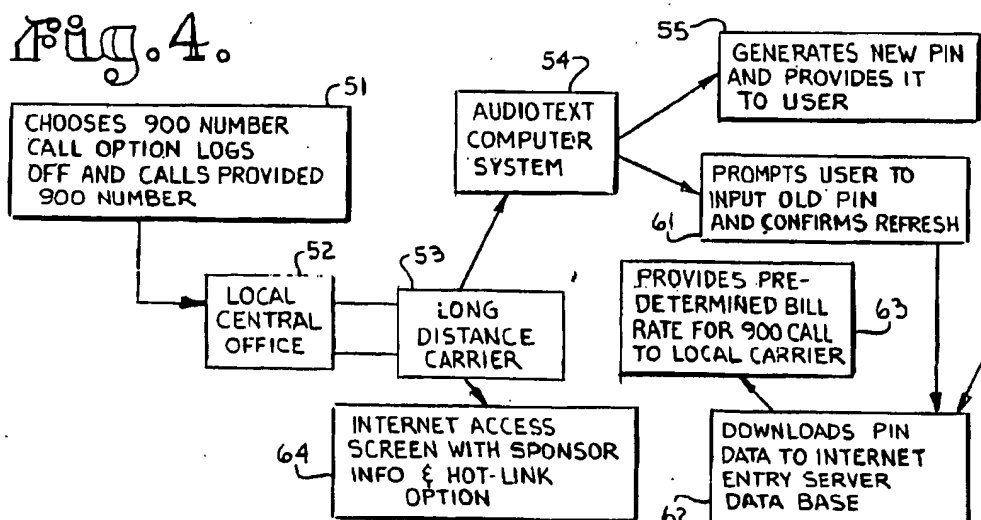 Fig. 4.
51
CHOOSES 900 NUMBER
CALL OPTION LOGS
OFF AND CALLS PROVIDED
900 NUMBER
52
LOCAL
CENTRAL
OFFICE
53
LONG
DISTANCE
CARRIER
54
AUDIOTEXT
COMPUTER
SYSTEM
55
GENERATES NEW PIN
AND PROVIDES IT
TO USER
61
PROMPTS USER TO
INPUT OLD PIN
AND CONFIRMS REFRESH
63
PROVIDES PRE-
DETERMINED BILL
RATE FOR 900 CALL
TO LOCAL CARRIER
64
INTERNET ACCESS
SCREEN WITH SPONSOR
INFO & HOT-LINK
OPTION
62
DOWNLOADS PIN
DATA TO INTERNET
ENTRY SERVER
DATA BASE